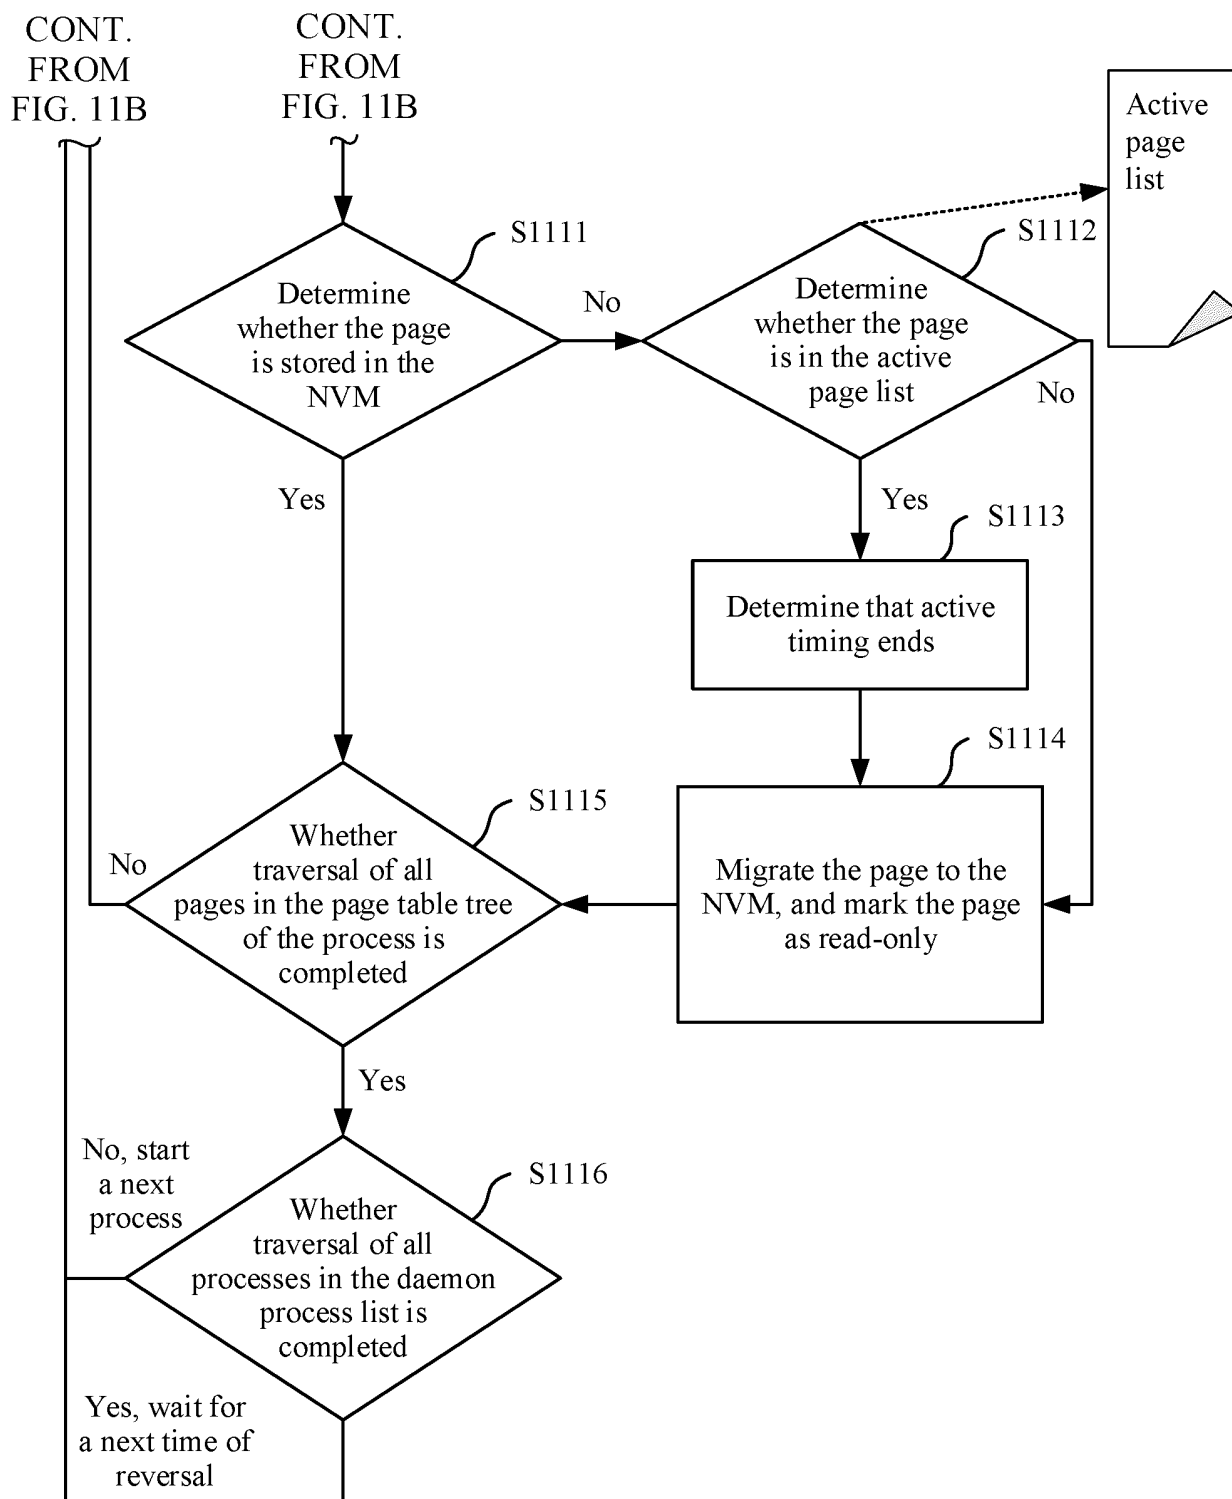 CONT.
FROM
FIG. 11B
CONT.
FROM
FIG. 11B
Active
page
list
S1111
S1112
Determine
whether the page
is stored in the
NVM
No
Determine
whether the page
is in the active
page list
No
Yes
Yes
S1113
Determine that active
timing ends
S1114
S1115
Whether
traversal of all
pages in the page table tree
of the process is
completed
No
Migrate the page to the
NVM, and mark the page
as read-only
Yes
No, start
a next
process
S1116
Whether
traversal of all
processes in the daemon
process list is
completed
Yes, wait for
a next time of
reversal